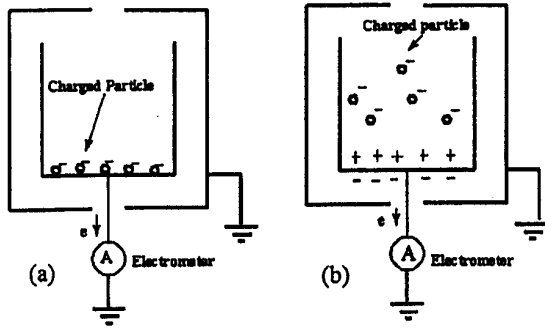 Charged Particle
e
A
Electrometer
(a)
Charged particle
+ + + + +
e
A
Electrometer
(b)